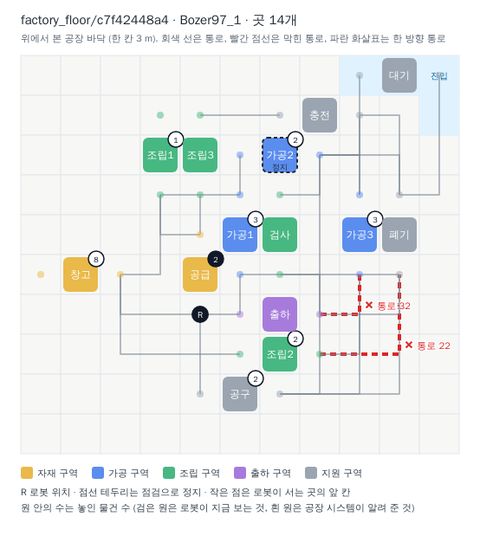 factory_floor/c7f42448a4 · Bozer97_1 · 곳 14개
위에서 본 공장 바닥 (한 칸 3 m). 회색 선은 통로, 빨간 점선은 막힌 통로, 파란 화살표는 한 방향 통로
대기
전립
충전
1
조립1
조립3
2
가공2
정지
3
가공1
검사
3
가공3
폐기
8
창고
2
공급
R
출하
✕ 통로 32
2
조립2
✕ 통로 22
2
공구
자재 구역
가공 구역
조립 구역
출하 구역
지원 구역
R 로봇 위치 · 점선 테두리는 점검으로 정지 · 작은 점은 로봇이 서는 곳의 앞 칸
원 안의 수는 놓인 물건 수 (검은 원은 로봇이 지금 보는 것, 흰 원은 공장 시스템이 알려 준 것)